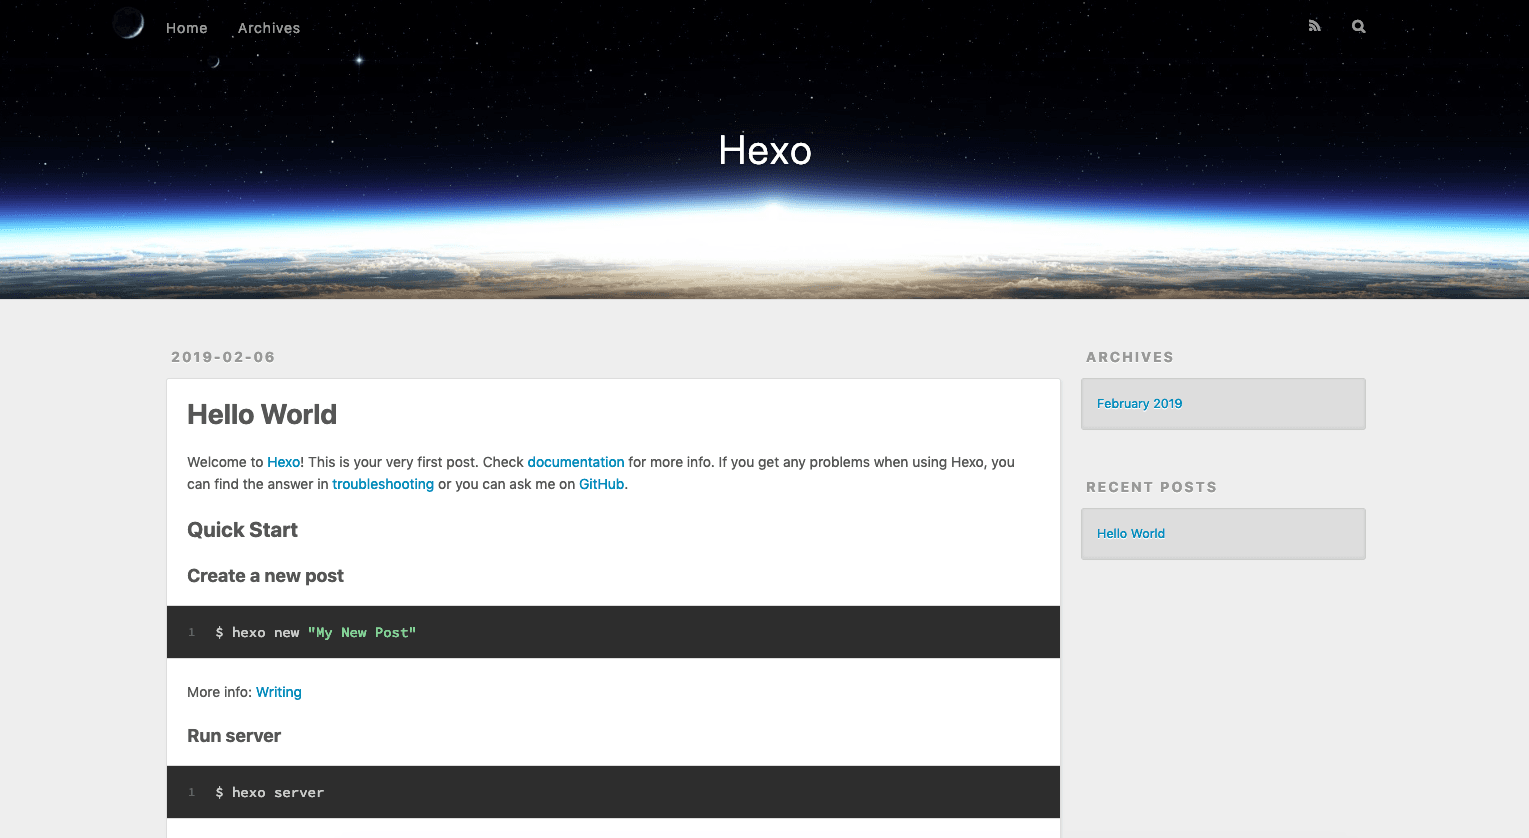 Home Archives
Hexo
2019-02-06
Hello World
Welcome to Hexo! This is your very first post. Check documentation for more info. If you get any problems when using Hexo, you
can find the answer in troubleshooting or you can ask me on GitHub.
Quick Start
Create a new post
1 $ hexo new "My New Post"
More info: Writing
Run server
1 $ hexo server
ARCHIVES
February 2019
RECENT POSTS
Hello World